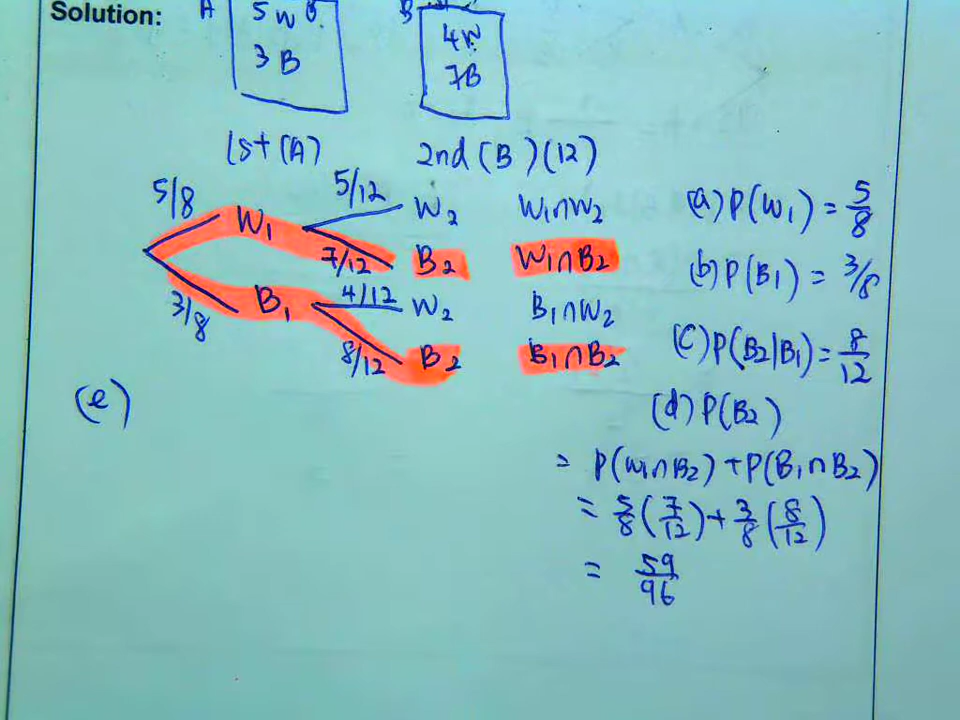 Solution:
A
5 W
3 B
B
4W
7B
1st (A)
2nd (B) (12)
5/8
W₁
5/12
W₂
W₁∩W₂
7/12
B₂
W₁∩B₂
3/8
B₁
4/12
W₂
B₁∩W₂
8/12
B₂
B₁∩B₂
(e)
(a) P(W₁) = 5/8
(b) P(B₁) = 3/8
(c) P(B₂|B₁) = 8/12
(d) P(B₂)
= P(W₁∩B₂) + P(B₁∩B₂)
= 5/8 (7/12) + 3/8 (8/12)
= 59/96